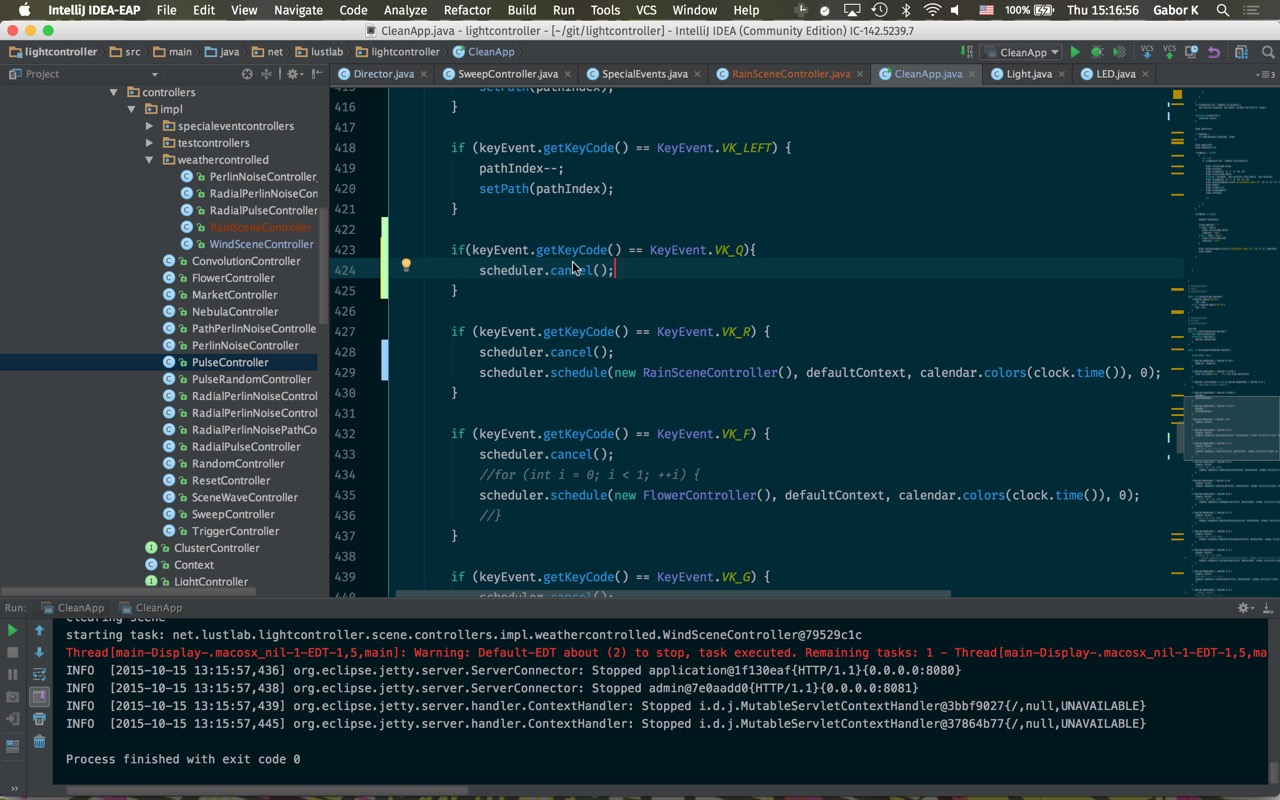 IntelliJ IDEA-EAP File Edit View Navigate Code Analyze Refactor Build Run Tools VCS Window Help 100% Thu 15:16:56 Gabor K
CleanApp.java - lightcontroller - [~/git/lightcontroller] - IntelliJ IDEA (Community Edition) IC-142.5239.7
lightcontroller src main java net lustlab lightcontroller CleanApp CleanApp VCS VCS
Project
Director.java SweepController.java SpecialEvents.java RainSceneController.java CleanApp.java Light.java LED.java
controllers
impl
specialeventcontrollers
testcontrollers
weathercontrolled
PerlinNoiseController
RadialPerlinNoiseCon
RadialPulseController
RainSceneController
WindSceneController
ConvolutionController
FlowerController
MarketController
NebulaController
PathPerlinNoiseControlle
PerlinNoiseController
PulseController
PulseRandomController
RadialPerlinNoiseControl
RadialPerlinNoiseControl
RadialPerlinNoisePathCo
RadialPulseController
RandomController
ResetController
SceneWaveController
SweepController
TriggerController
ClusterController
Context
LightController
415 setPath(pathIndex);
416 }
417
418 if (keyEvent.getKeyCode() == KeyEvent.VK_LEFT) {
419 pathIndex--;
420 setPath(pathIndex);
421 }
422
423 if(keyEvent.getKeyCode() == KeyEvent.VK_Q){
424 scheduler.cancel();
425 }
426
427 if (keyEvent.getKeyCode() == KeyEvent.VK_R) {
428 scheduler.cancel();
429 scheduler.schedule(new RainSceneController(), defaultContext, calendar.colors(clock.time()), 0);
430 }
431
432 if (keyEvent.getKeyCode() == KeyEvent.VK_F) {
433 scheduler.cancel();
434 //for (int i = 0; i < 1; ++i) {
435 scheduler.schedule(new FlowerController(), defaultContext, calendar.colors(clock.time()), 0);
436 //}
437 }
438
439 if (keyEvent.getKeyCode() == KeyEvent.VK_G) {
440 scheduler.cancel();
Run: CleanApp CleanApp
clearing scene
starting task: net.lustlab.lightcontroller.scene.controllers.impl.weathercontrolled.WindSceneController@79529c1c
Thread[main-Display-.macosx_nil-1-EDT-1,5,main]: Warning: Default-EDT about (2) to stop, task executed. Remaining tasks: 1 - Thread[main-Display-.macosx_nil-1-EDT-1,5,ma
INFO [2015-10-15 13:15:57,436] org.eclipse.jetty.server.ServerConnector: Stopped application@1f130eaf{HTTP/1.1}{0.0.0.0:8080}
INFO [2015-10-15 13:15:57,438] org.eclipse.jetty.server.ServerConnector: Stopped admin@7e0aadd0{HTTP/1.1}{0.0.0.0:8081}
INFO [2015-10-15 13:15:57,439] org.eclipse.jetty.server.handler.ContextHandler: Stopped i.d.j.MutableServletContextHandler@3bbf9027{/,null,UNAVAILABLE}
INFO [2015-10-15 13:15:57,445] org.eclipse.jetty.server.handler.ContextHandler: Stopped i.d.j.MutableServletContextHandler@37864b77{/,null,UNAVAILABLE}
Process finished with exit code 0